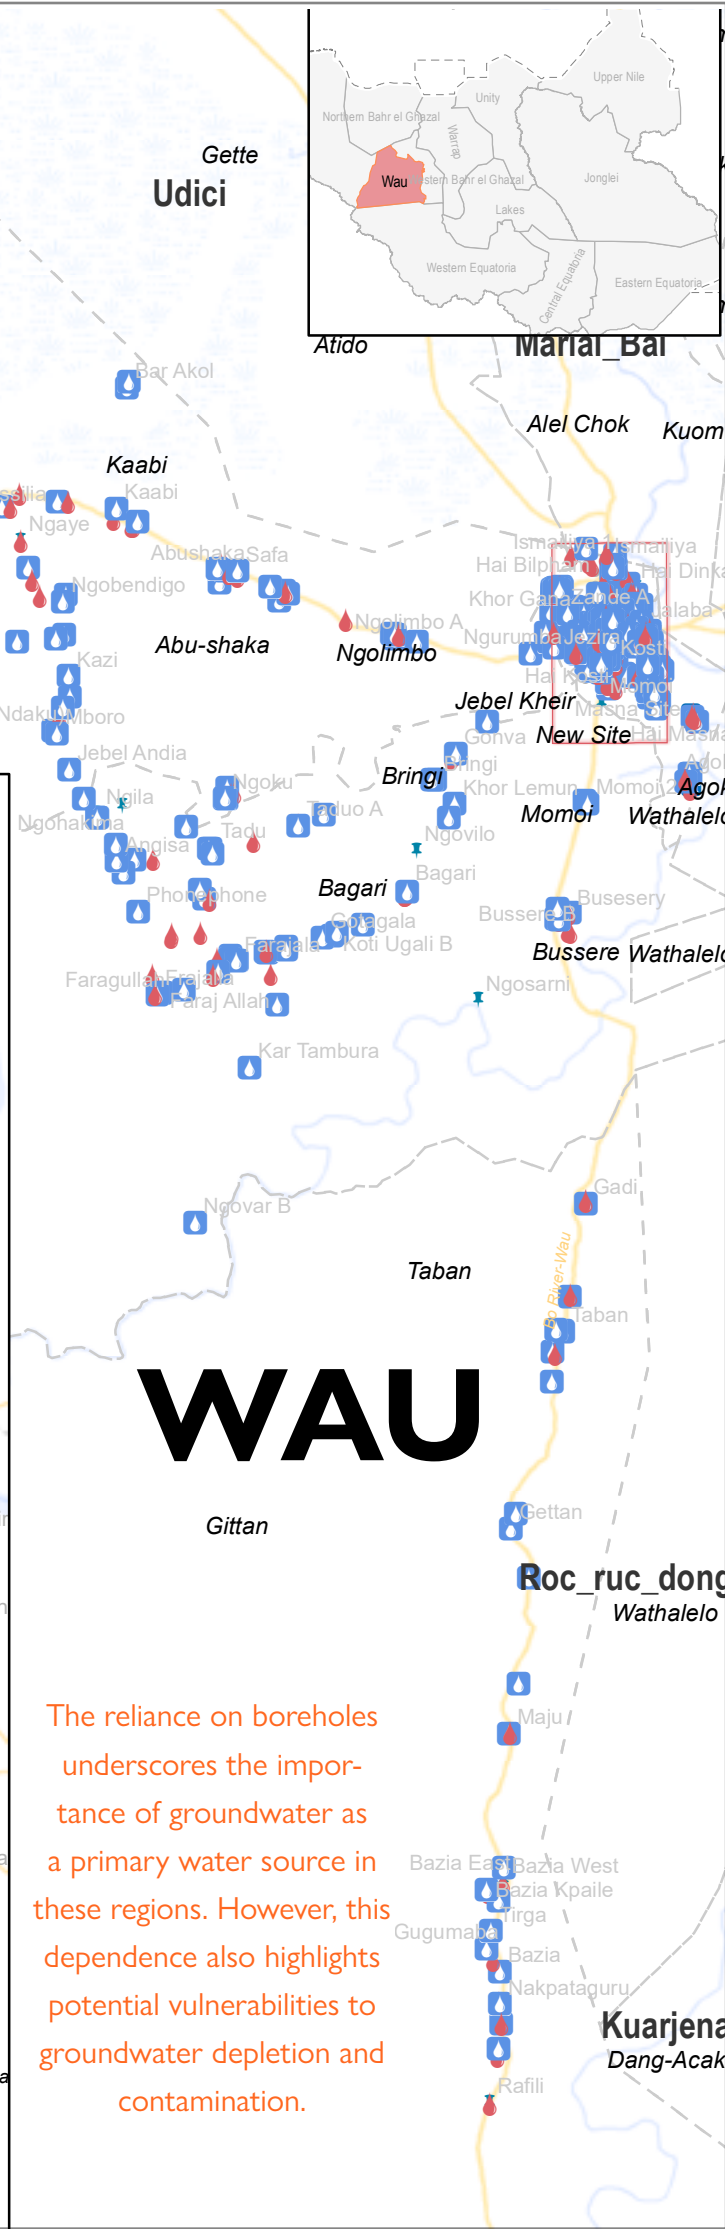 Upper Nile
Unity
Northern Bahr el Ghazal
Warrap
Wau
Western Bahr el Ghazal
Jonglei
Lakes
Western Equatoria
Central Equatoria
Eastern Equatoria
Gette
Udici
Atido
Marial_Bai
Bar Akol
Alel Chok
Kuom
Kaabi
Kaabi
ssilia
Ngaye
Ismailiya 1
Ismailiya
Abushaka
Safa
Hai Bilpham
Hai Dinka
Ngobendigo
Khor Gana
Zande A
Jalaba
Ngolimbo A
Abu-shaka
Ngolimbo
Ngurumba
Jezira
Kosti
Kazi
Hai Kosti
Momoi
Jebel Kheir
Masna Site
Ndaku
Mboro
Gonva
New Site
Hai Masna
Jebel Andia
Bringi
Bringi
Ngila
Ngoku
Khor Lemun
Momoi 2
Agok
Taduo A
Momoi
Wathalelo
Ngohakima
Tadu
Ngovilo
Angisa
Bagari
Phonephone
Bagari
Busesery
Bussere B
Gotagala
Farajala
Koti Ugali B
Bussere
Wathalelo
Faragullah
Frajalla
Ngosarni
Faraj Allah
Kar Tambura
Gadi
Ngovar B
Bo River-Wau
Taban
Taban
WAU
Gettan
Gittan
Roc_ruc_dong
Wathalelo
The reliance on boreholes
underscores the impor-
tance of groundwater as
a primary water source in
these regions. However, this
dependence also highlights
potential vulnerabilities to
groundwater depletion and
contamination.
Maju
Bazia East
Bazia West
Bazia Kpaile
Tirga
Gugumaba
Bazia
Nakpataguru
Kuarjena
Dang-Acak
Rafili